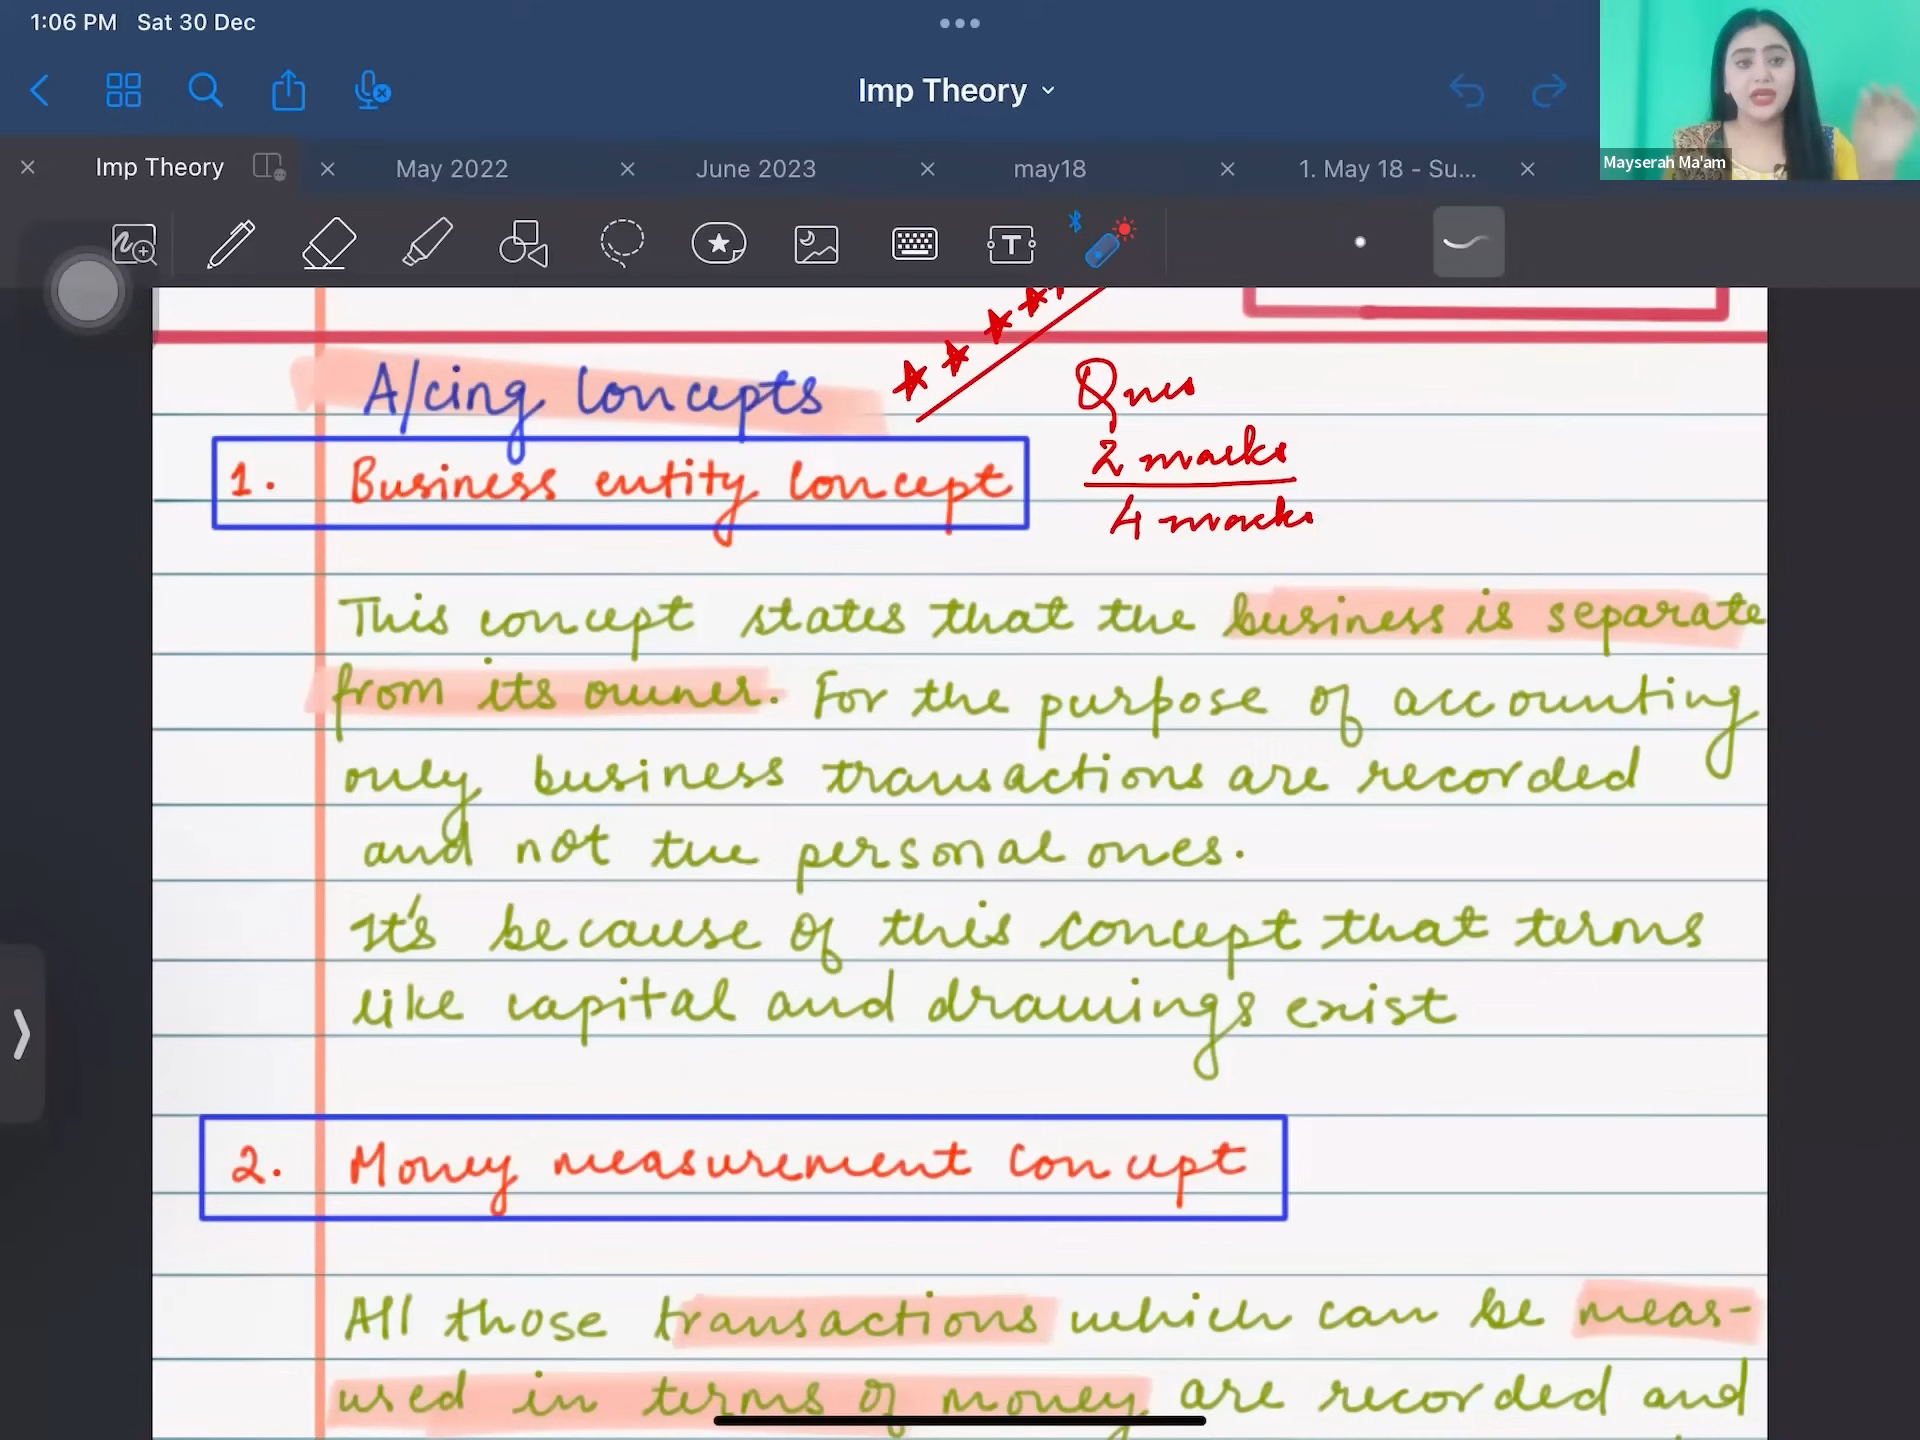 1:06 PM Sat 30 Dec
Imp Theory
Mayserah Ma'am
Imp Theory
May 2022
June 2023
may18
1. May 18 - Su...
T
A/cing Concepts
Ques
2 marks
4 marks
1. Business entity Concept
This concept states that the business is separate
from its owner. For the purpose of accounting
only business transactions are recorded
and not the personal ones.
It's because of this concept that terms
like capital and drawings exist
2. Money measurement Concept
All those transactions which can be meas-
ured in terms of money are recorded and